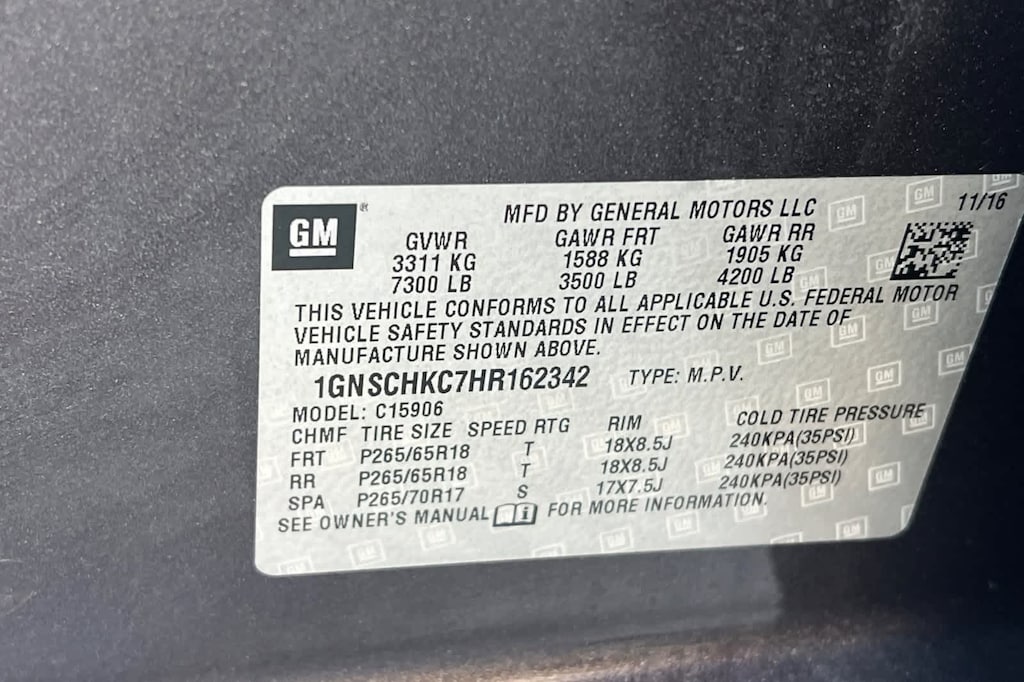 GM®
MFD BY GENERAL MOTORS LLC
11/16
GVWR GAWR FRT GAWR RR
3311 KG 1588 KG 1905 KG
7300 LB 3500 LB 4200 LB
THIS VEHICLE CONFORMS TO ALL APPLICABLE U.S. FEDERAL MOTOR
VEHICLE SAFETY STANDARDS IN EFFECT ON THE DATE OF
MANUFACTURE SHOWN ABOVE.
1GNSCHKC7HR162342 TYPE: M.P.V.
MODEL: C15906
CHMF TIRE SIZE SPEED RTG RIM COLD TIRE PRESSURE
FRT P265/65R18 T 18X8.5J 240KPA(35PSI)
RR P265/65R18 T 18X8.5J 240KPA(35PSI)
SPA P265/70R17 S 17X7.5J 240KPA(35PSI)
SEE OWNER'S MANUAL i FOR MORE INFORMATION.